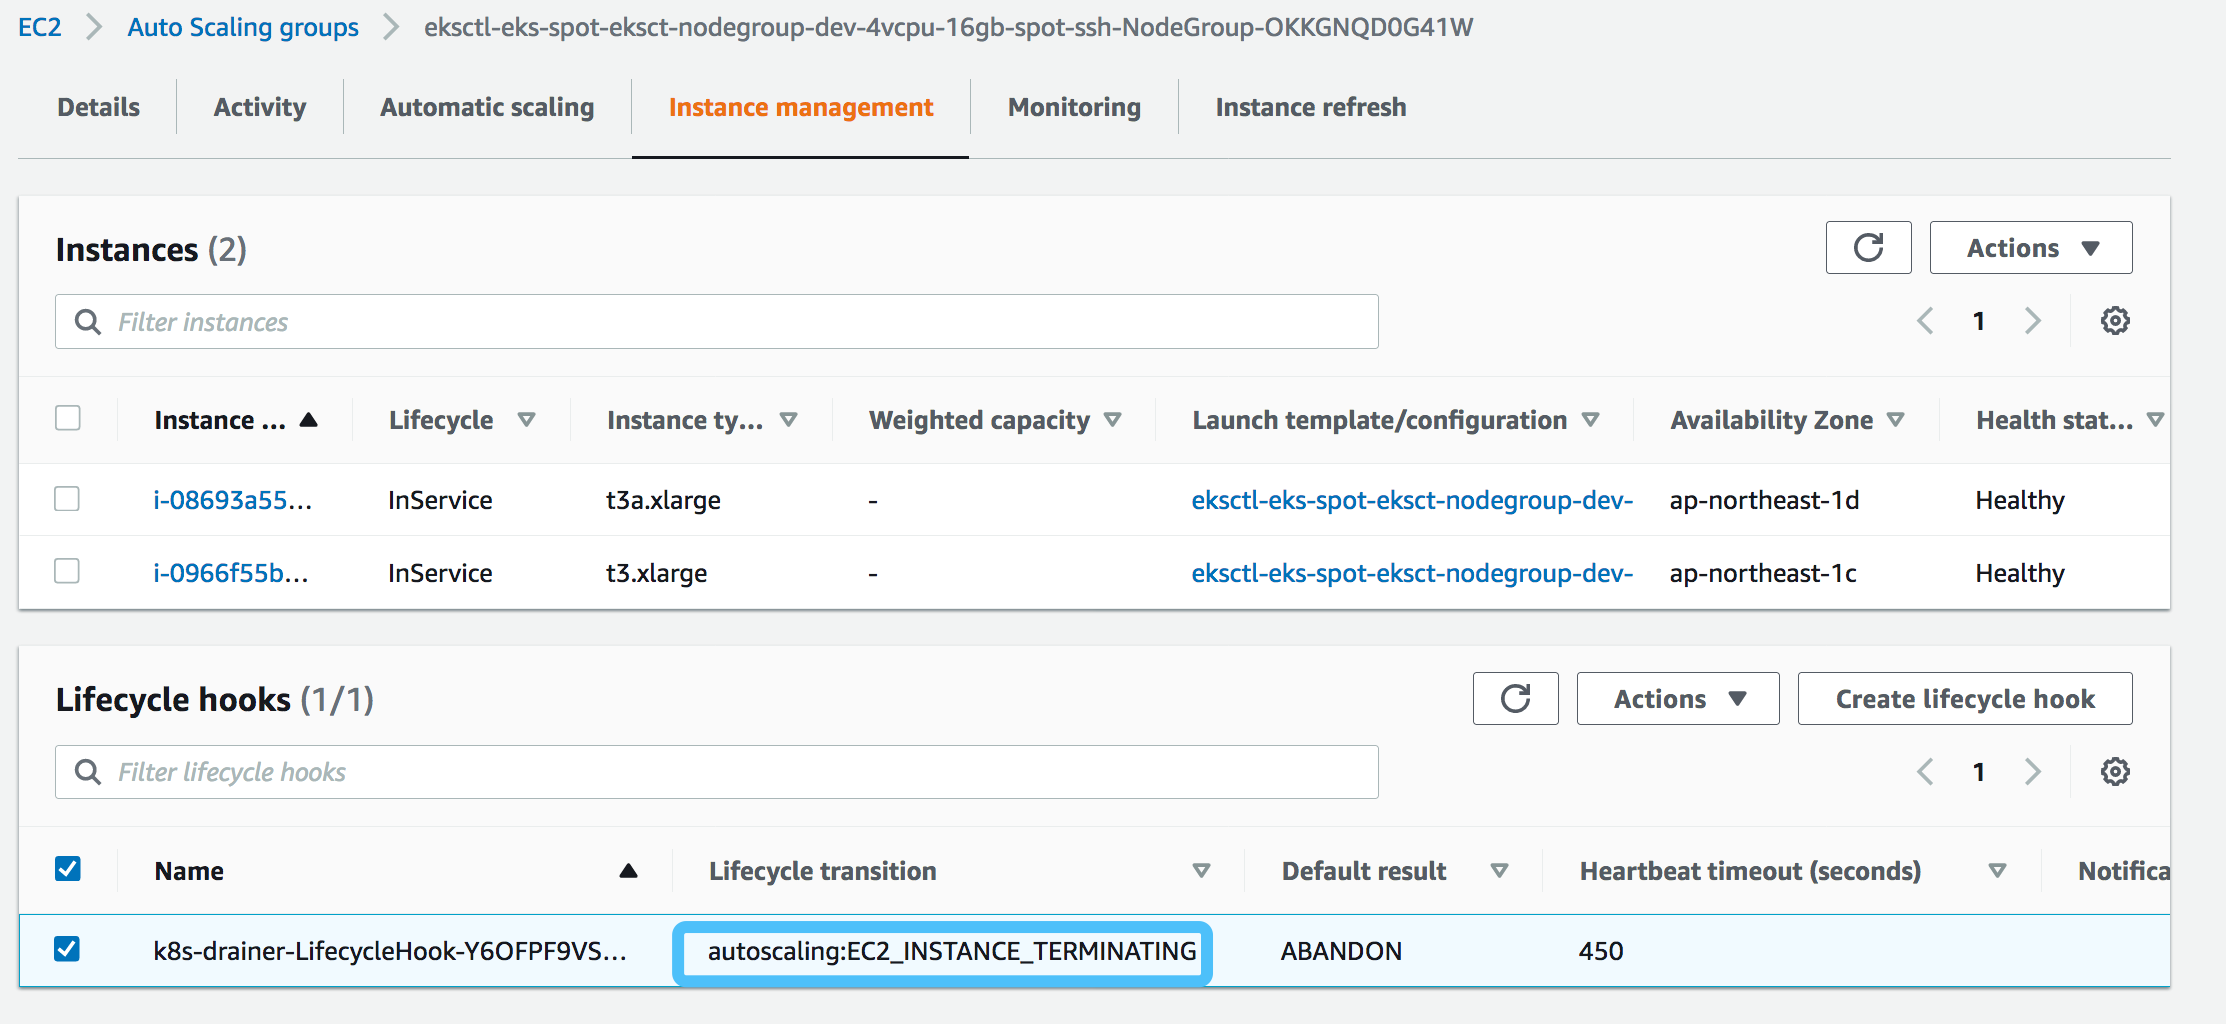 EC2 > Auto Scaling groups > eksctl-eks-spot-eksct-nodegroup-dev-4vcpu-16gb-spot-ssh-NodeGroup-OKKGNQD0G41W
Details Activity Automatic scaling Instance management Monitoring Instance refresh
Instances (2) Actions
Filter instances 1
Instance ... Lifecycle Instance ty... Weighted capacity Launch template/configuration Availability Zone Health stat...
i-08693a55... InService t3a.xlarge - eksctl-eks-spot-eksct-nodegroup-dev- ap-northeast-1d Healthy
i-0966f55b... InService t3.xlarge - eksctl-eks-spot-eksct-nodegroup-dev- ap-northeast-1c Healthy
Lifecycle hooks (1/1) Actions Create lifecycle hook
Filter lifecycle hooks 1
Name Lifecycle transition Default result Heartbeat timeout (seconds) Notifica
k8s-drainer-LifecycleHook-Y6OFPF9VS... autoscaling:EC2_INSTANCE_TERMINATING ABANDON 450